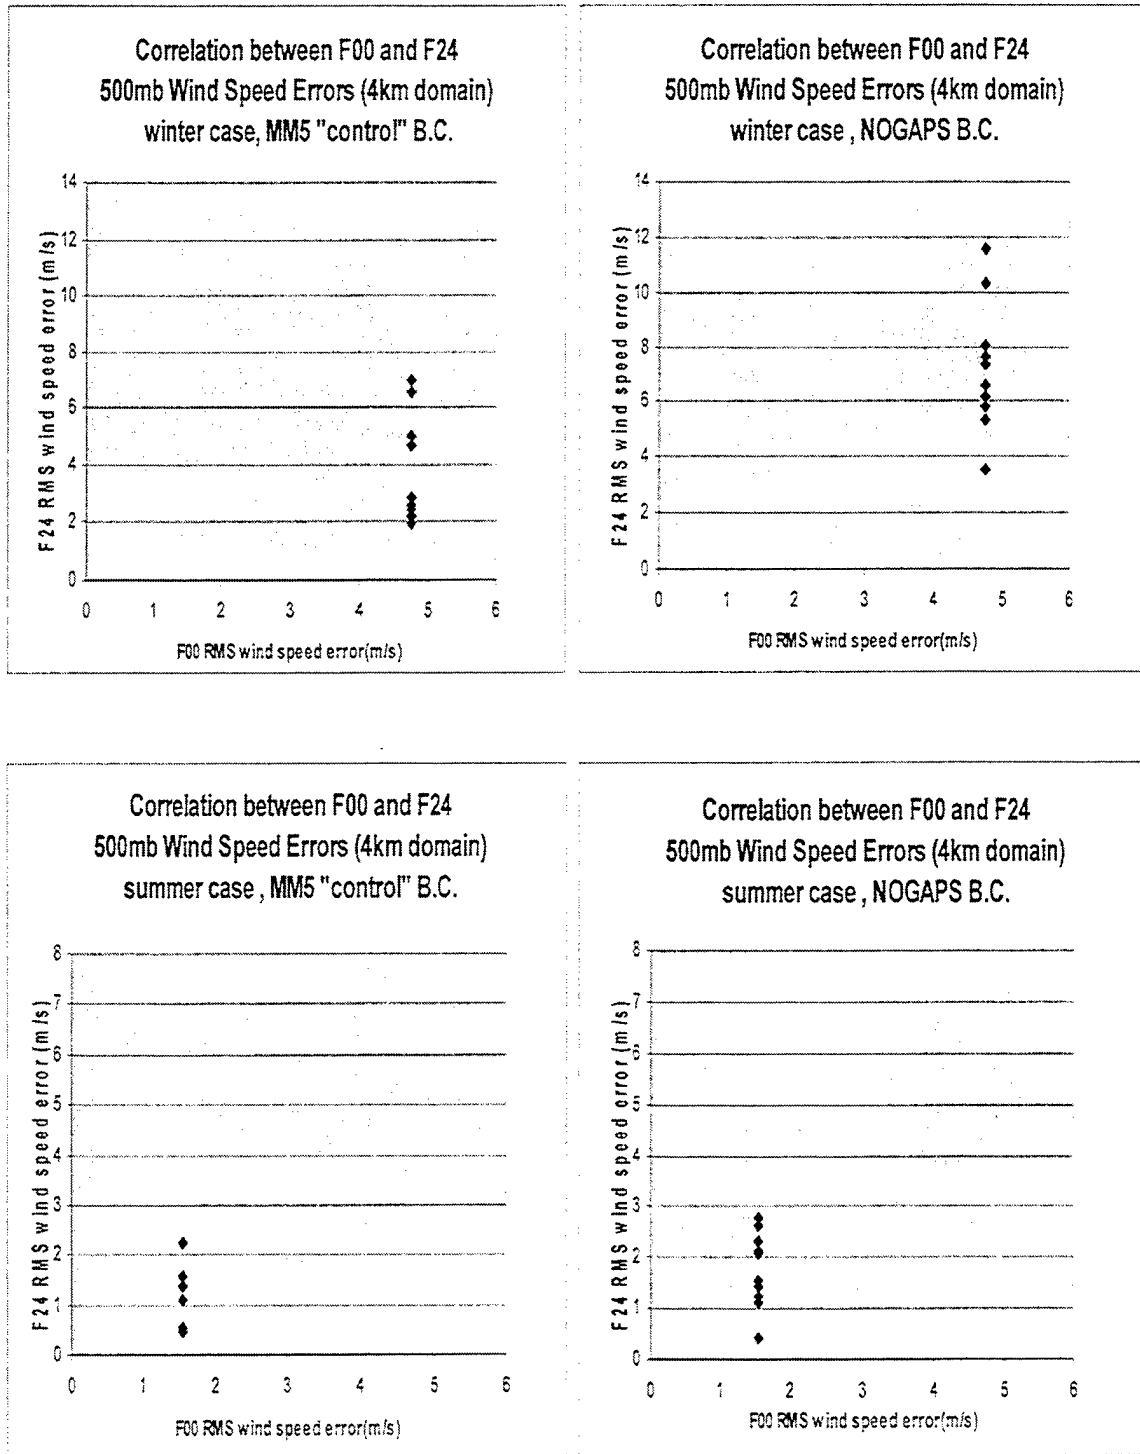 Correlation between F00 and F24
500mb Wind Speed Errors (4km domain)
winter case, MM5 "control" B.C.
14
12
10
8
6
4
2
0
F24 RMS wind speed error (m/s)
0 1 2 3 4 5 6
F00 RMS wind speed error(m/s)
Correlation between F00 and F24
500mb Wind Speed Errors (4km domain)
winter case , NOGAPS B.C.
14
12
10
8
6
4
2
0
F24 RMS wind speed error (m/s)
0 1 2 3 4 5 6
F00 RMS wind speed error(m/s)
Correlation between F00 and F24
500mb Wind Speed Errors (4km domain)
summer case , MM5 "control" B.C.
8
7
6
5
4
3
2
1
0
F24 RMS wind speed error (m/s)
0 1 2 3 4 5 6
F00 RMS wind speed error(m/s)
Correlation between F00 and F24
500mb Wind Speed Errors (4km domain)
summer case , NOGAPS B.C.
8
7
6
5
4
3
2
1
0
F24 RMS wind speed error (m/s)
0 1 2 3 4 5 6
F00 RMS wind speed error(m/s)